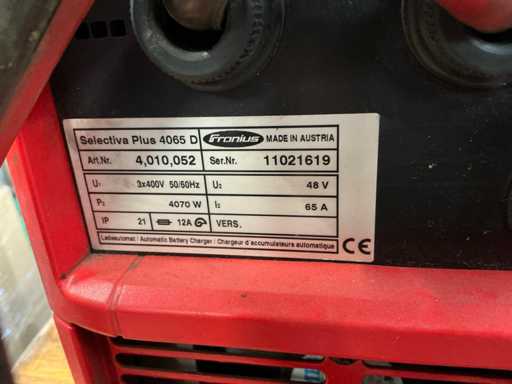 Selectiva Plus 4065 D Fronius MADE IN AUSTRIA
Art.Nr. 4,010,052 Ser.Nr. 11021619
U₁ 3x400V 50/60Hz U₂ 48 V
P₂ 4070 W I₂ 65 A
IP 21 12A VERS.
Ladeautomat / Automatic Battery Charger / Chargeur d'accumulateurs automatique CE